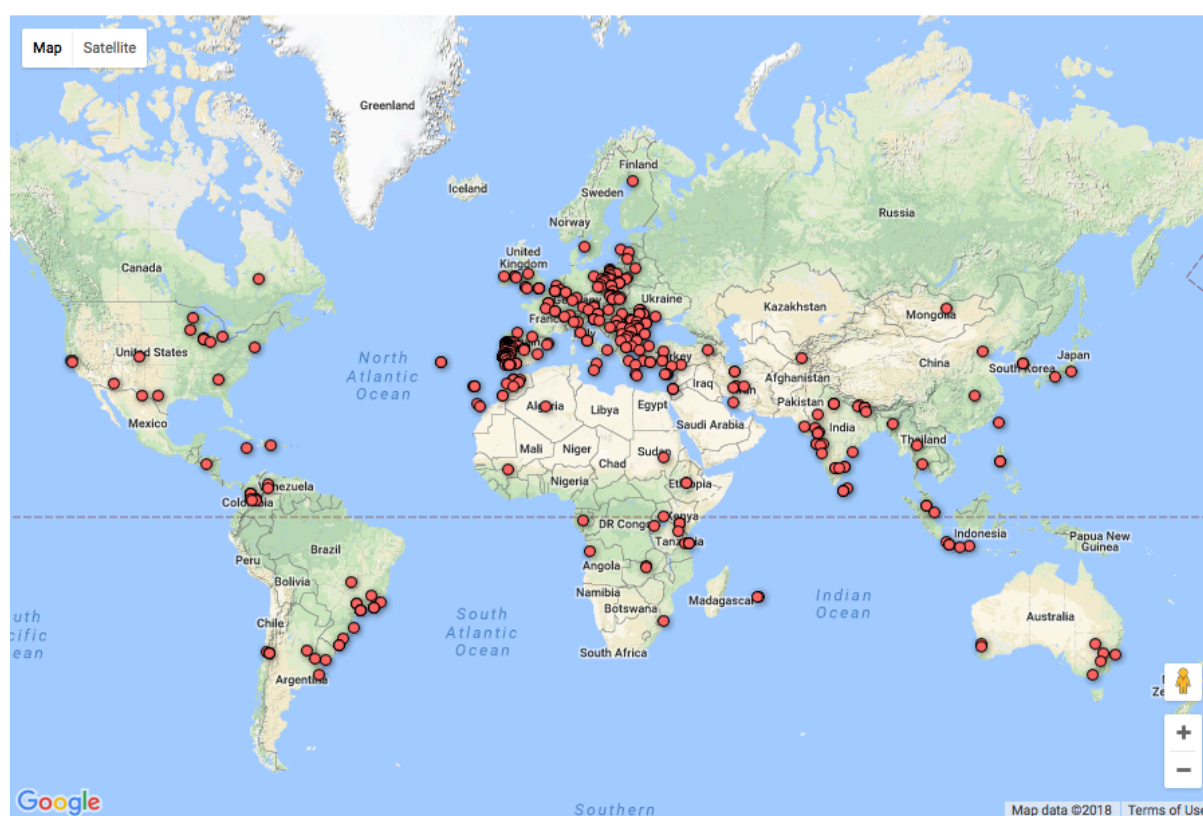 Map Satellite
Greenland
Iceland
Finland
Sweden
Norway
Russia
United
Kingdom
Canada
Ukraine
Kazakhstan
Mongolia
United States
North
Atlantic
Ocean
China
Japan
South Korea
Iraq
Afghanistan
Pakistan
Mexico
Algeria
Libya
Egypt
Saudi Arabia
India
Thailand
Mali
Niger
Chad
Sudan
Nigeria
Ethiopia
Venezuela
Colombia
DR Congo
Kenya
Tanzania
Indonesia
Papua New
Guinea
Brazil
Peru
Bolivia
Angola
Namibia
Botswana
Madagascar
Indian
Ocean
Australia
South
Atlantic
Ocean
Chile
South Africa
Argentina
uth
cific
ean
Google
Southern
Map data ©2018 Terms of Use